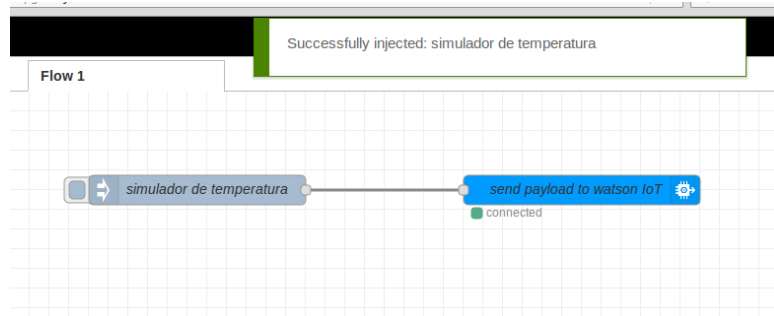 Successfully injected: simulador de temperatura
Flow 1
simulador de temperatura
send payload to watson IoT
connected